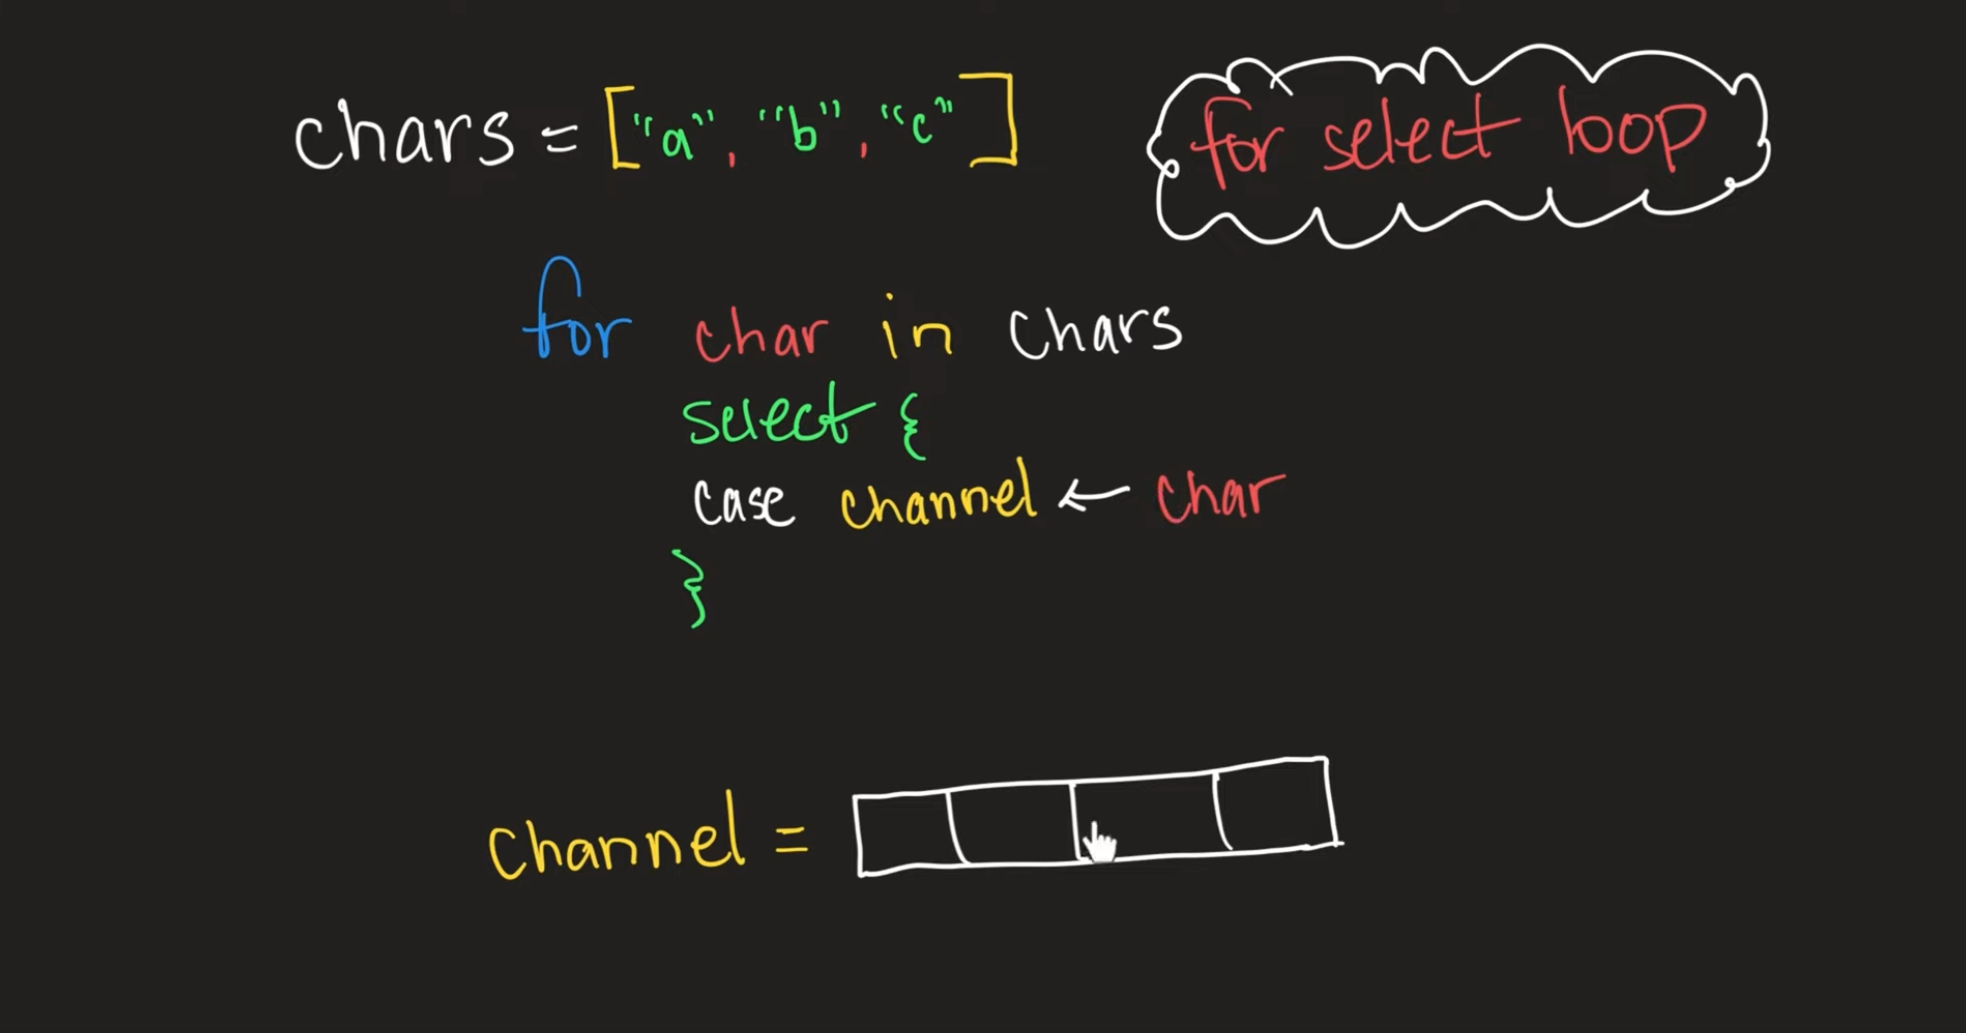 chars = ["a", "b", "c"]
for select loop
for char in chars
select {
case channel ← char
}
channel =